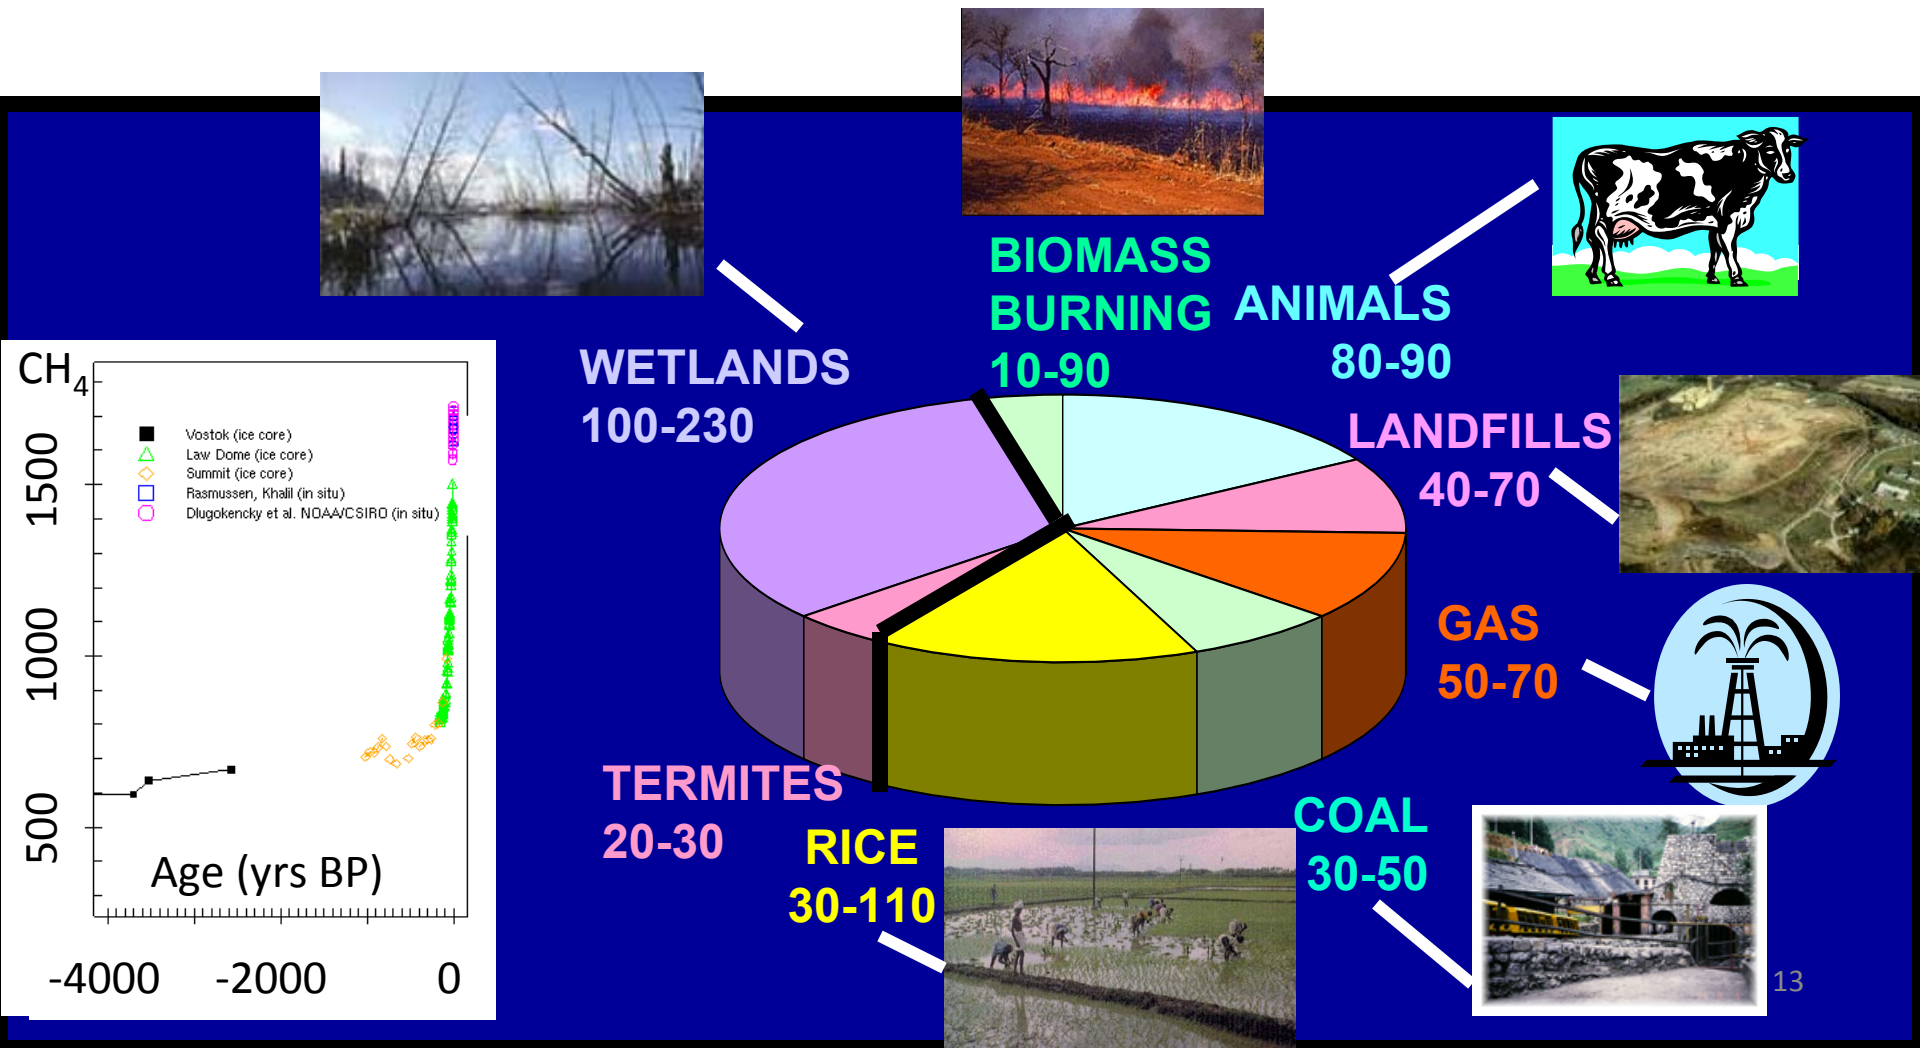 BIOMASS
BURNING
10-90
ANIMALS
80-90
WETLANDS
100-230
LANDFILLS
40-70
GAS
50-70
COAL
30-50
RICE
30-110
TERMITES
20-30
CH4
1500
1000
500
Vostok (ice core)
Law Dome (ice core)
Summit (ice core)
Rasmussen, Khalil (in situ)
Dlugokencky et al. NOAA/CSIRO (in situ)
Age (yrs BP)
-4000 -2000 0
13